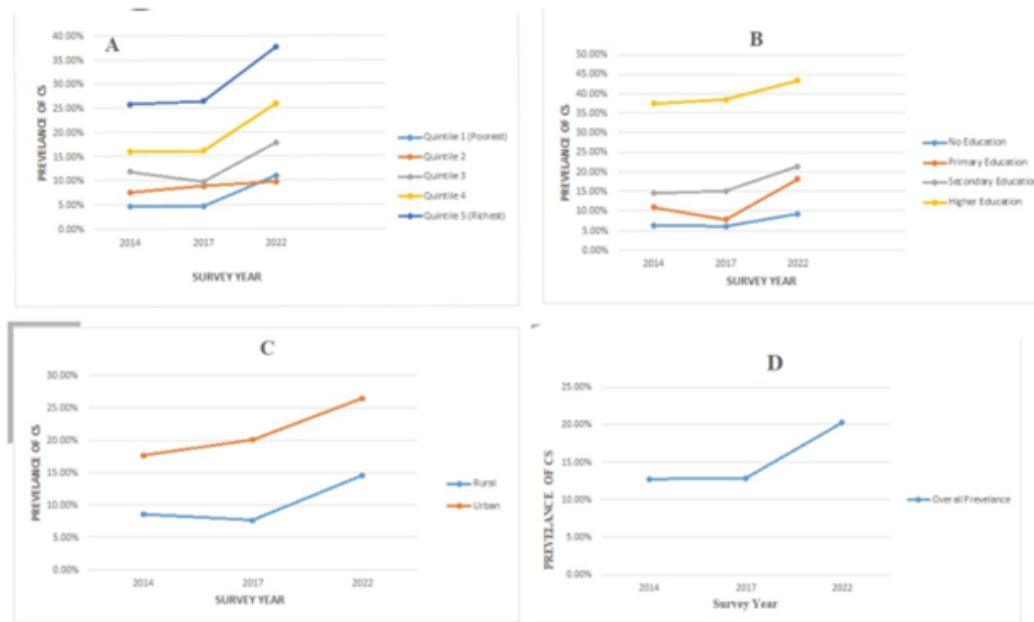 A
40.00%
35.00%
30.00%
25.00%
20.00%
15.00%
10.00%
5.00%
0.00%
PREVELANCE OF CS
2014 2017 2022
SURVEY YEAR
Quintile 1 (Poorest)
Quintile 2
Quintile 3
Quintile 4
Quintile 5 (Richest)
B
50.00%
45.00%
40.00%
35.00%
30.00%
25.00%
20.00%
15.00%
10.00%
5.00%
0.00%
PREVELANCE OF CS
2014 2017 2022
SURVEY YEAR
No Education
Primary Education
Secondary Education
Higher Education
C
30.00%
25.00%
20.00%
15.00%
10.00%
5.00%
0.00%
PREVELANCE OF CS
2014 2017 2022
SURVEY YEAR
Rural
Urban
D
25.00%
20.00%
15.00%
10.00%
5.00%
0.00%
PREVELANCE OF CS
2014 2017 2022
Survey Year
Overall Prevelance